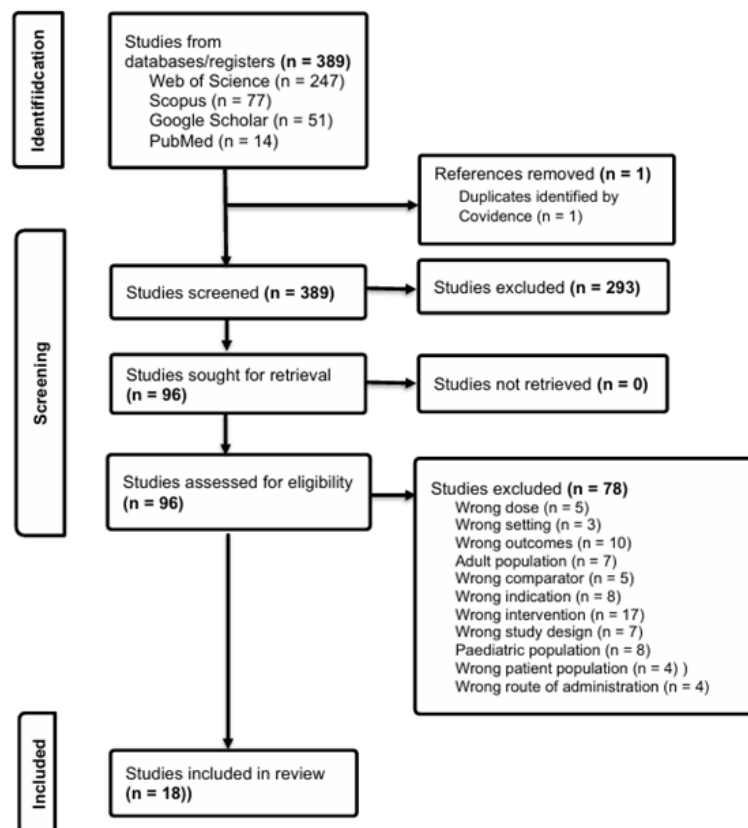 Identifiidcation
Studies from
databases/registers (n = 389)
Web of Science (n = 247)
Scopus (n = 77)
Google Scholar (n = 51)
PubMed (n = 14)
References removed (n = 1)
Duplicates identified by
Covidence (n = 1)
Screening
Studies screened (n = 389)
Studies excluded (n = 293)
Studies sought for retrieval
(n = 96)
Studies not retrieved (n = 0)
Studies assessed for eligibility
(n = 96)
Studies excluded (n = 78)
Wrong dose (n = 5)
Wrong setting (n = 3)
Wrong outcomes (n = 10)
Adult population (n = 7)
Wrong comparator (n = 5)
Wrong indication (n = 8)
Wrong intervention (n = 17)
Wrong study design (n = 7)
Paediatric population (n = 8)
Wrong patient population (n = 4) )
Wrong route of administration (n = 4)
Included
Studies included in review
(n = 18))